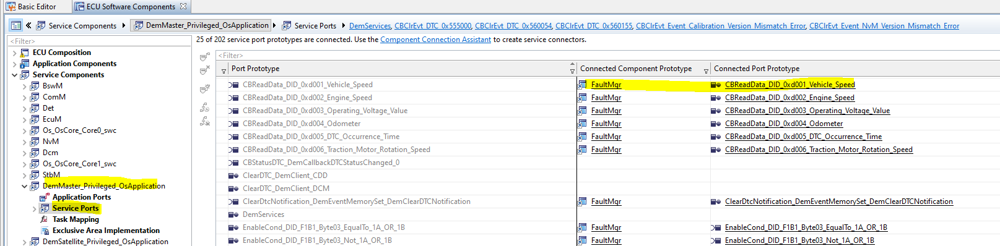 Basic Editor ECU Software Components
Service Components DemMaster_Privileged_OsApplication Service Ports DemServices, CBClrEvt_DTC_0x555000, CBClrEvt_DTC_0x560054, CBClrEvt_DTC_0x560155, CBClrEvt_Event_Calibration_Version_Mismatch_Error, CBClrEvt_Event_NvM_Version_Mismatch_Error
<Filter> 25 of 202 service port prototypes are connected. Use the Component Connection Assistant to create service connectors.
ECU Composition
Application Components
Service Components
BswM
ComM
Det
EcuM
Os_OsCore_Core0_swc
NvM
Dcm
Os_OsCore_Core1_swc
StbM
DemMaster_Privileged_OsApplication
Application Ports
Service Ports
Task Mapping
Exclusive Area Implementation
DemSatellite_Privileged_OsApplication
<Filter>
Port Prototype Connected Component Prototype Connected Port Prototype
CBReadData_DID_0xd001_Vehicle_Speed FaultMgr CBReadData_DID_0xd001_Vehicle_Speed
CBReadData_DID_0xd002_Engine_Speed FaultMgr CBReadData_DID_0xd002_Engine_Speed
CBReadData_DID_0xd003_Operating_Voltage_Value FaultMgr CBReadData_DID_0xd003_Operating_Voltage_Value
CBReadData_DID_0xd004_Odometer FaultMgr CBReadData_DID_0xd004_Odometer
CBReadData_DID_0xd005_DTC_Occurrence_Time FaultMgr CBReadData_DID_0xd005_DTC_Occurrence_Time
CBReadData_DID_0xd006_Traction_Motor_Rotation_Speed FaultMgr CBReadData_DID_0xd006_Traction_Motor_Rotation_Speed
CBStatusDTC_DemCallbackDTCStatusChanged_0
ClearDTC_DemClient_CDD
ClearDTC_DemClient_DCM
ClearDtcNotification_DemEventMemorySet_DemClearDTCNotification FaultMgr ClearDtcNotification_DemEventMemorySet_DemClearDTCNotification
DemServices
EnableCond_DID_F1B1_Byte03_EqualTo_1A_OR_1B FaultMgr EnableCond_DID_F1B1_Byte03_EqualTo_1A_OR_1B
EnableCond_DID_F1B1_Byte03_Not_1A_OR_1B FaultMgr EnableCond_DID_F1B1_Byte03_Not_1A_OR_1B